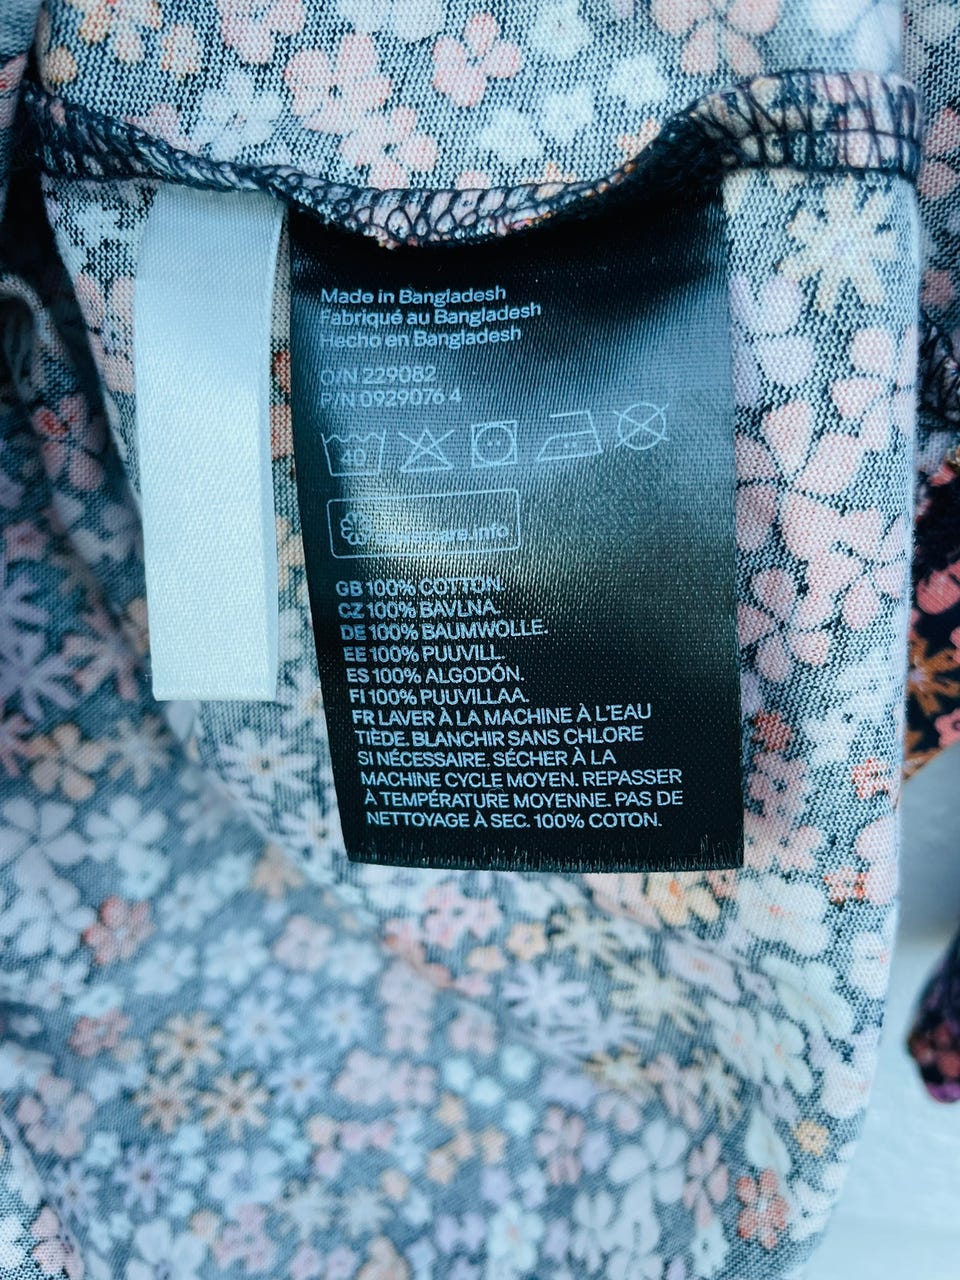 Made in Bangladesh
Fabriqué au Bangladesh
Hecho en Bangladesh
O/N 229082
P/N 0929076 4
40
GB 100% COTTON.
CZ 100% BAVLNA.
DE 100% BAUMWOLLE.
EE 100% PUUVILL.
ES 100% ALGODÓN.
FI 100% PUUVILLAA.
FR LAVER À LA MACHINE À L'EAU
TIÈDE. BLANCHIR SANS CHLORE
SI NÉCESSAIRE. SÉCHER À LA
MACHINE CYCLE MOYEN. REPASSER
À TEMPÉRATURE MOYENNE. PAS DE
NETTOYAGE À SEC. 100% COTON.